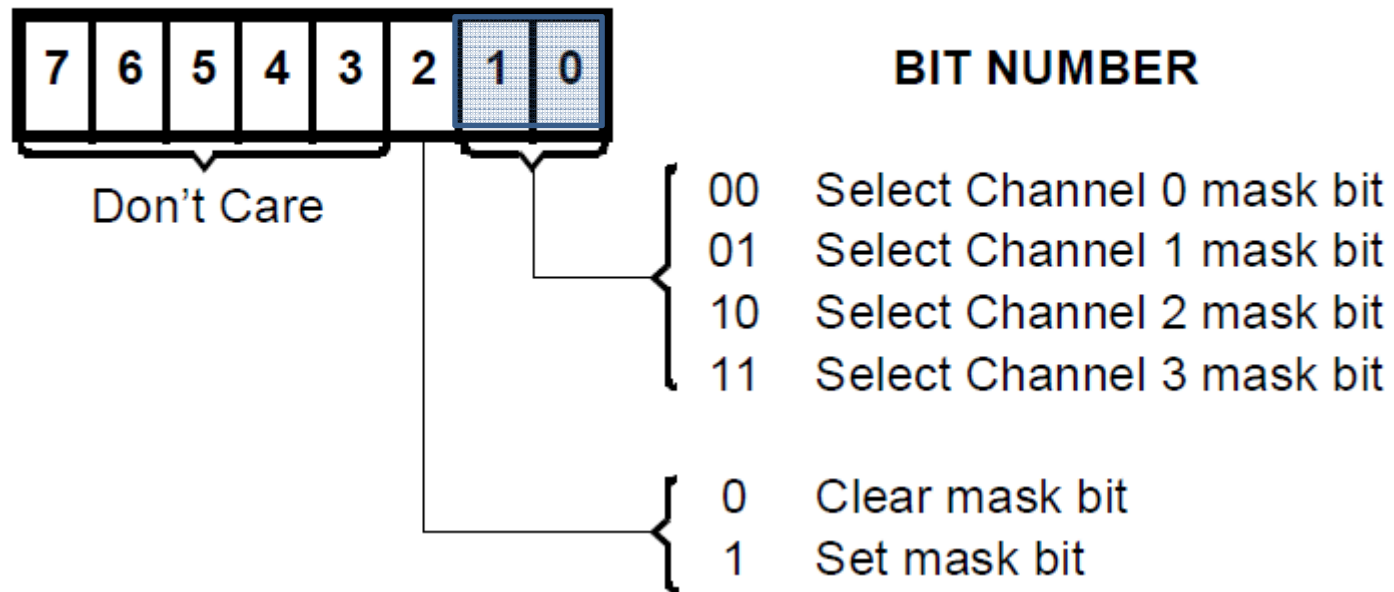 7 6 5 4 3 2 1 0 BIT NUMBER
Don't Care
00 Select Channel 0 mask bit
01 Select Channel 1 mask bit
10 Select Channel 2 mask bit
11 Select Channel 3 mask bit
0 Clear mask bit
1 Set mask bit